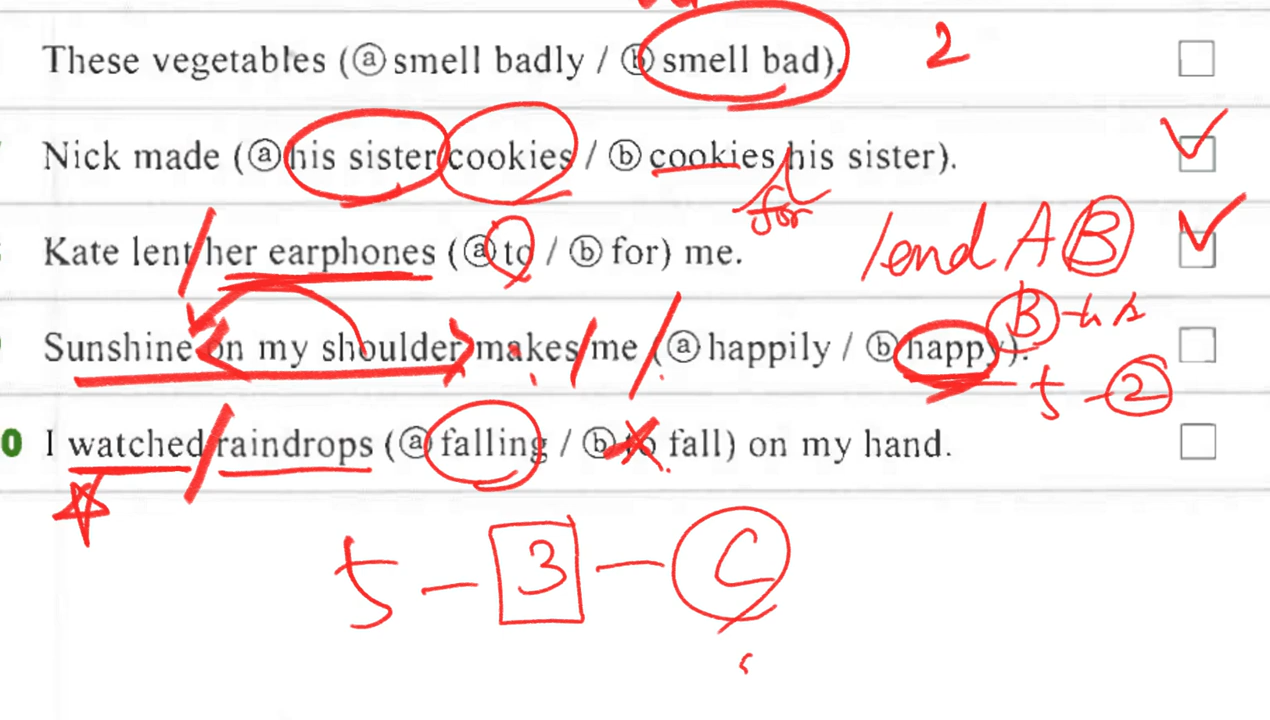 These vegetables (ⓐ smell badly / ⓑ smell bad). 2
Nick made (ⓐ his sister cookies / ⓑ cookies his sister).
for
Kate lent her earphones (ⓐ to / ⓑ for) me. lend A B
Sunshine on my shoulder makes me (ⓐ happily / ⓑ happy).
5 - 2
0 I watched raindrops (ⓐ falling / ⓑ to fall) on my hand.
5 - 3 - C